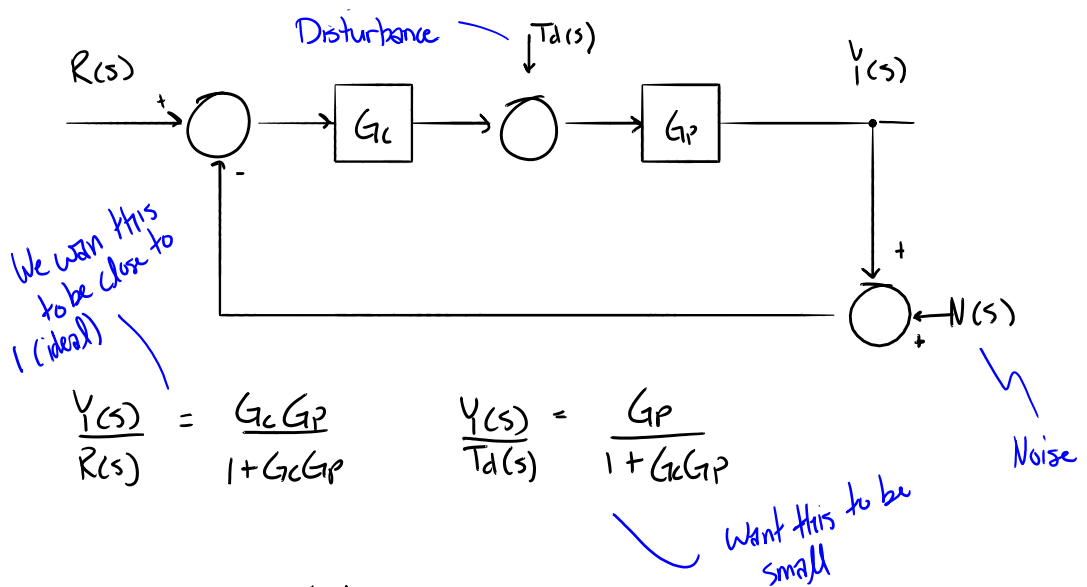 Disturbance
Td(s)
R(s)
Y(s)
+
Gc
Gp
-
We wan this
to be close to
1 (ideal)
+
N(s)
+
Y(s) / R(s) = GcGp / 1+GcGp
Y(s) / Td(s) = Gp / 1+GcGp
Noise
Want this to be
small